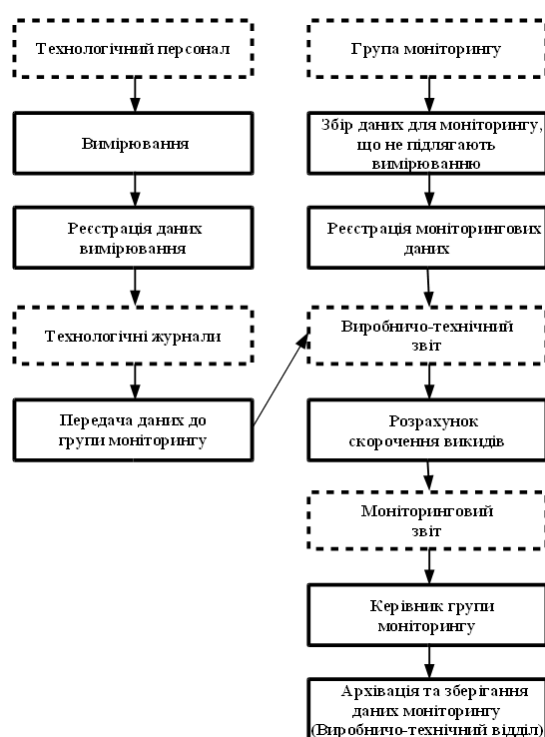 Технологічний персонал
Вимірювання
Реєстрація даних
вимірювання
Технологічні журнали
Передача даних до
групи моніторингу
Група моніторингу
Збір даних для моніторингу,
що не підлягають
вимірюванню
Реєстрація моніторингових
даних
Виробничо-технічний
звіт
Розрахунок
скорочення викидів
Моніторинговий
звіт
Керівник групи
моніторингу
Архівація та зберігання
даних моніторингу
(Виробничо-технічний відділ)